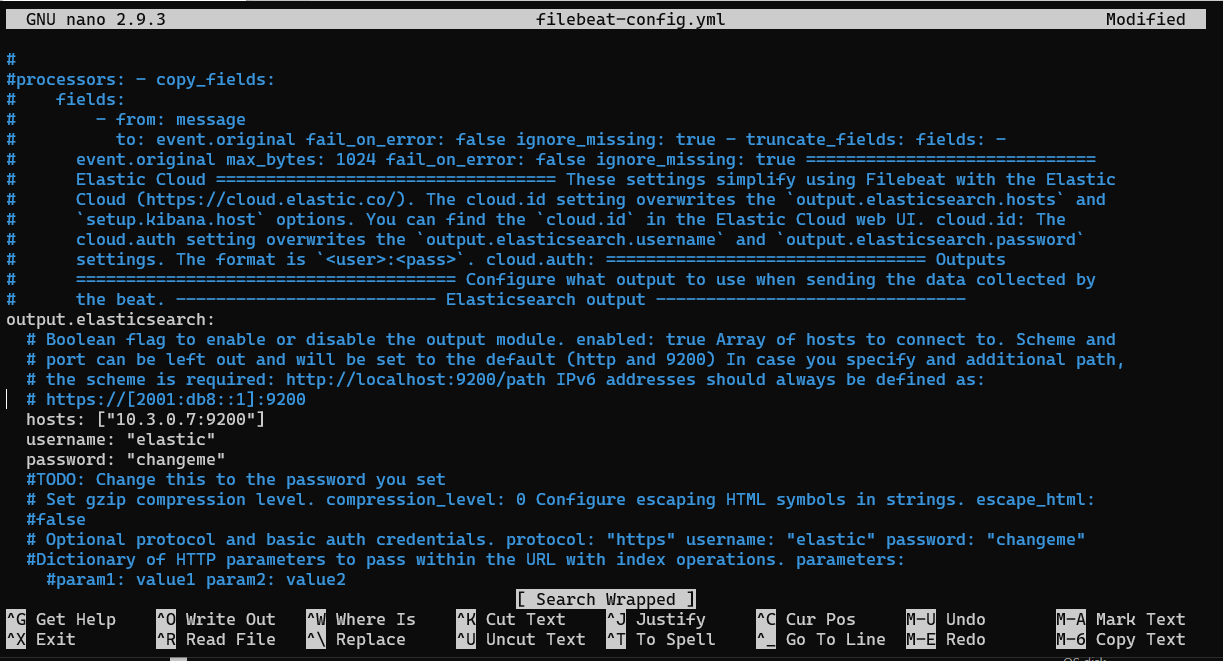 GNU nano 2.9.3 filebeat-config.yml Modified
#
#processors: - copy_fields:
#    fields:
#        - from: message
#          to: event.original fail_on_error: false ignore_missing: true - truncate_fields: fields: -
#      event.original max_bytes: 1024 fail_on_error: false ignore_missing: true =============================
#      Elastic Cloud ================================== These settings simplify using Filebeat with the Elastic
#      Cloud (https://cloud.elastic.co/). The cloud.id setting overwrites the `output.elasticsearch.hosts` and
#      `setup.kibana.host` options. You can find the `cloud.id` in the Elastic Cloud web UI. cloud.id: The
#      cloud.auth setting overwrites the `output.elasticsearch.username` and `output.elasticsearch.password`
#      settings. The format is `<user>:<pass>`. cloud.auth: ================================ Outputs
#      ====================================== Configure what output to use when sending the data collected by
#      the beat. -------------------------- Elasticsearch output -------------------------------
output.elasticsearch:
  # Boolean flag to enable or disable the output module. enabled: true Array of hosts to connect to. Scheme and
  # port can be left out and will be set to the default (http and 9200) In case you specify and additional path,
  # the scheme is required: http://localhost:9200/path IPv6 addresses should always be defined as:
  # https://[2001:db8::1]:9200
  hosts: ["10.3.0.7:9200"]
  username: "elastic"
  password: "changeme"
  #TODO: Change this to the password you set
  # Set gzip compression level. compression_level: 0 Configure escaping HTML symbols in strings. escape_html:
  #false
  # Optional protocol and basic auth credentials. protocol: "https" username: "elastic" password: "changeme"
  #Dictionary of HTTP parameters to pass within the URL with index operations. parameters:
    #param1: value1 param2: value2
[ Search Wrapped ]
^G Get Help ^O Write Out ^W Where Is ^K Cut Text ^J Justify ^C Cur Pos M-U Undo M-A Mark Text
^X Exit ^R Read File ^\ Replace ^U Uncut Text ^T To Spell ^_ Go To Line M-E Redo M-6 Copy Text